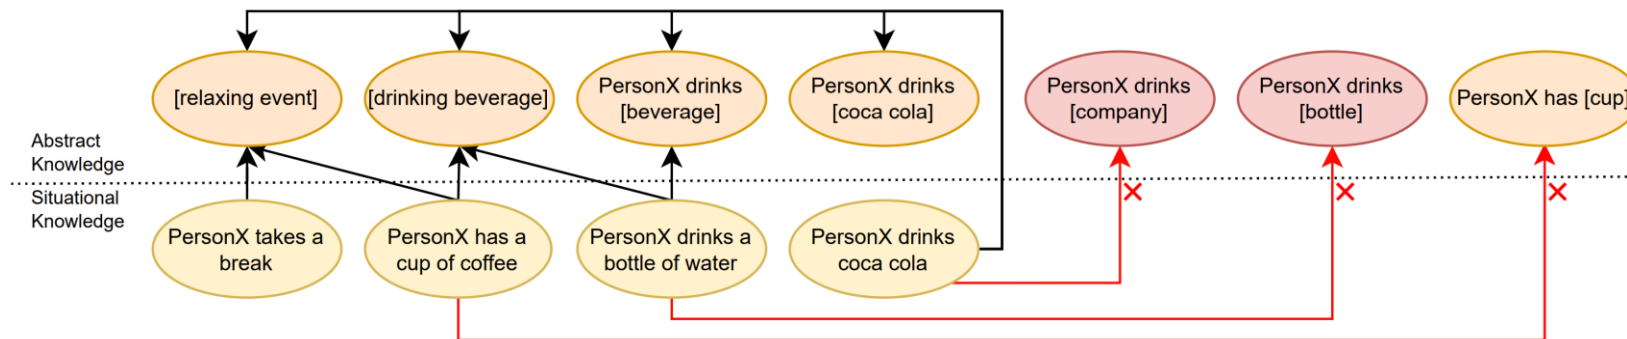 [relaxing event]
[drinking beverage]
PersonX drinks
[beverage]
PersonX drinks
[coca cola]
PersonX drinks
[company]
PersonX drinks
[bottle]
PersonX has [cup]
Abstract
Knowledge
Situational
Knowledge
PersonX takes a
break
PersonX has a
cup of coffee
PersonX drinks a
bottle of water
PersonX drinks
coca cola